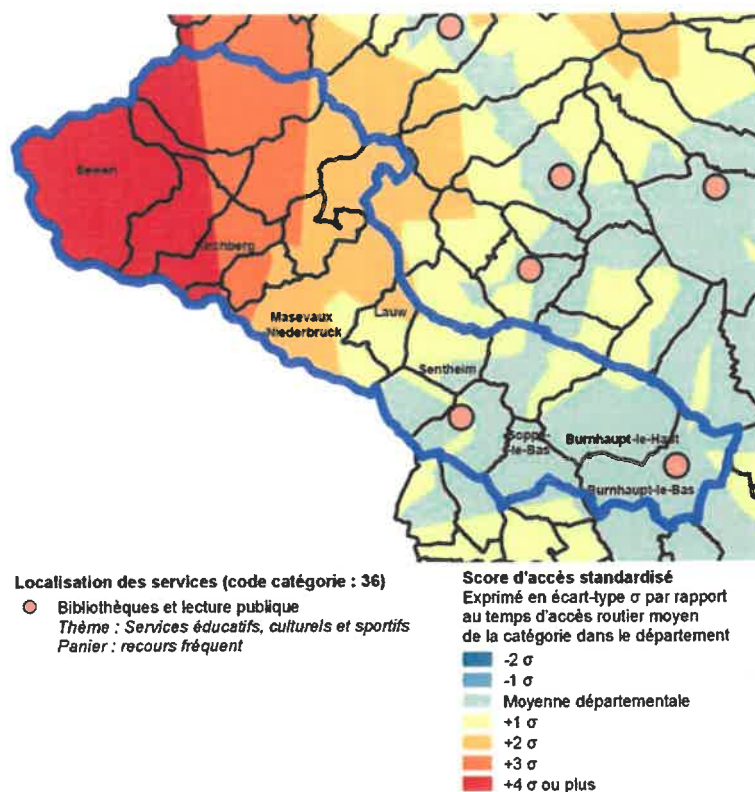 Sewen
Kirchberg
Masevaux
Niederbruck
Lauw
Sentheim
Soppe-
le-Bas
Burnhaupt-le-Haut
Burnhaupt-le-Bas
Localisation des services (code catégorie : 36)
Bibliothèques et lecture publique
Thème : Services éducatifs, culturels et sportifs
Panier : recours fréquent
Score d'accès standardisé
Exprimé en écart-type σ par rapport
au temps d'accès routier moyen
de la catégorie dans le département
-2 σ
-1 σ
Moyenne départementale
+1 σ
+2 σ
+3 σ
+4 σ ou plus